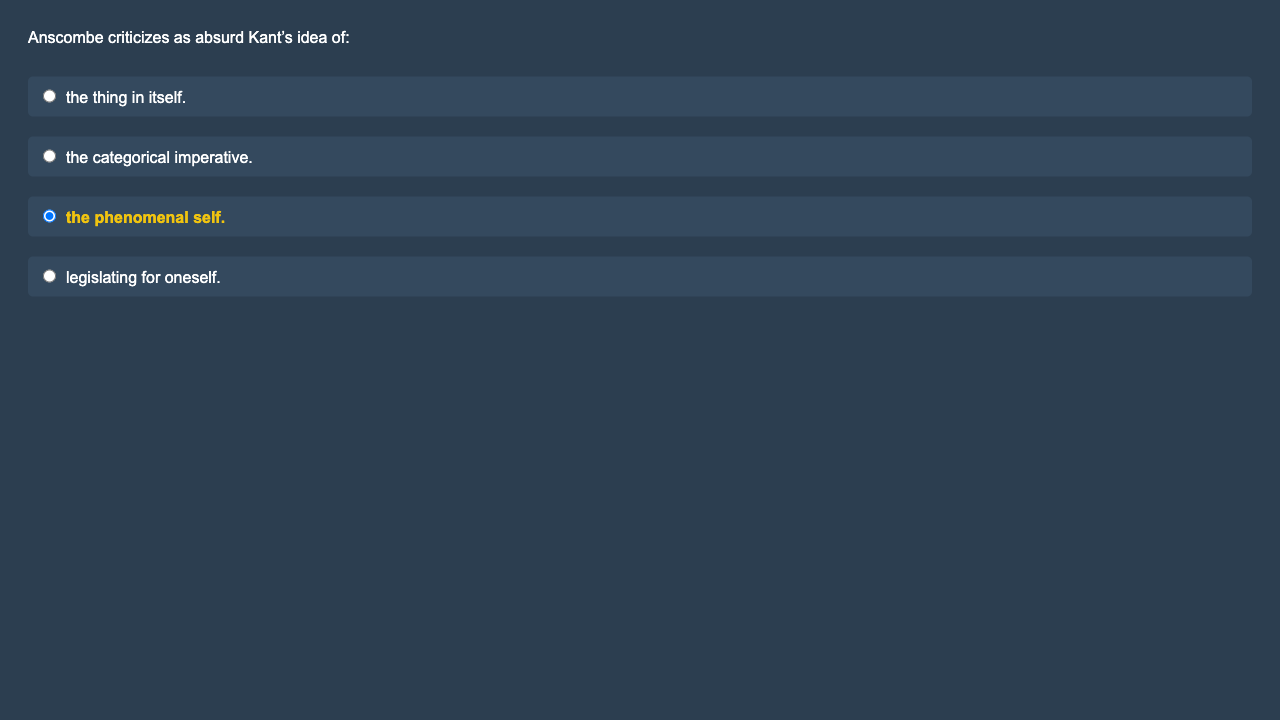 Anscombe criticizes as absurd Kant’s idea of:
the thing in itself.
the categorical imperative.
the phenomenal self.
legislating for oneself.